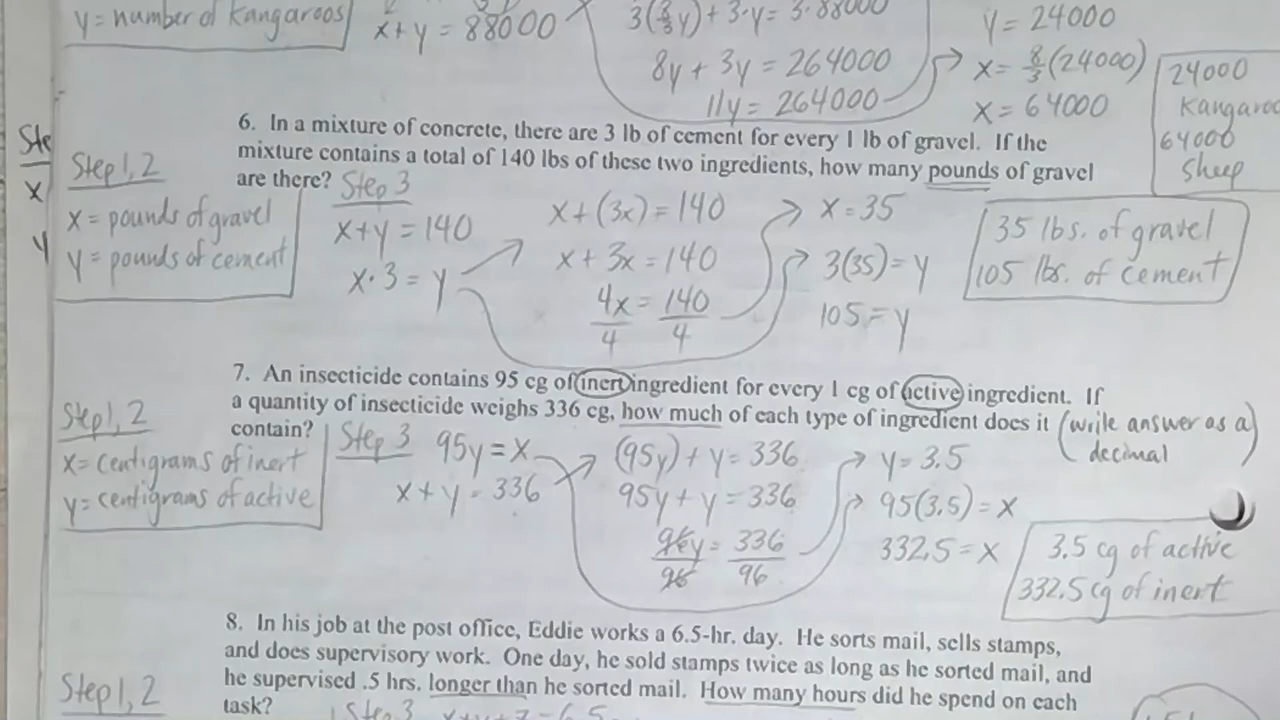 y = number of kangaroos
x + y = 88000
3(8/3y) + 3·y = 3·88000
8y + 3y = 264000
11y = 264000
y = 24000
x = 8/3(24000)
x = 64000
24000
Kangaroo
64000
Sheep
Ste
x
y
6. In a mixture of concrete, there are 3 lb of cement for every 1 lb of gravel. If the
mixture contains a total of 140 lbs of these two ingredients, how many pounds of gravel
are there?
Step 1, 2
x = pounds of gravel
y = pounds of cement
Step 3
x + y = 140
x · 3 = y
x + (3x) = 140
x + 3x = 140
4x = 140
4 4
x = 35
3(35) = y
105 = y
35 lbs. of gravel
105 lbs. of cement
7. An insecticide contains 95 cg of inert ingredient for every 1 cg of active ingredient. If
a quantity of insecticide weighs 336 cg, how much of each type of ingredient does it
contain?
(write answer as a
decimal)
Step 1, 2
x = centigrams of inert
y = centigrams of active
Step 3
95y = x
x + y = 336
(95y) + y = 336
95y + y = 336
96y = 336
96 96
y = 3.5
95(3.5) = x
332.5 = x
3.5 cg of active
332.5 cg of inert
8. In his job at the post office, Eddie works a 6.5-hr. day. He sorts mail, sells stamps,
and does supervisory work. One day, he sold stamps twice as long as he sorted mail, and
he supervised .5 hrs. longer than he sorted mail. How many hours did he spend on each
task?
Step 1, 2
Step 3